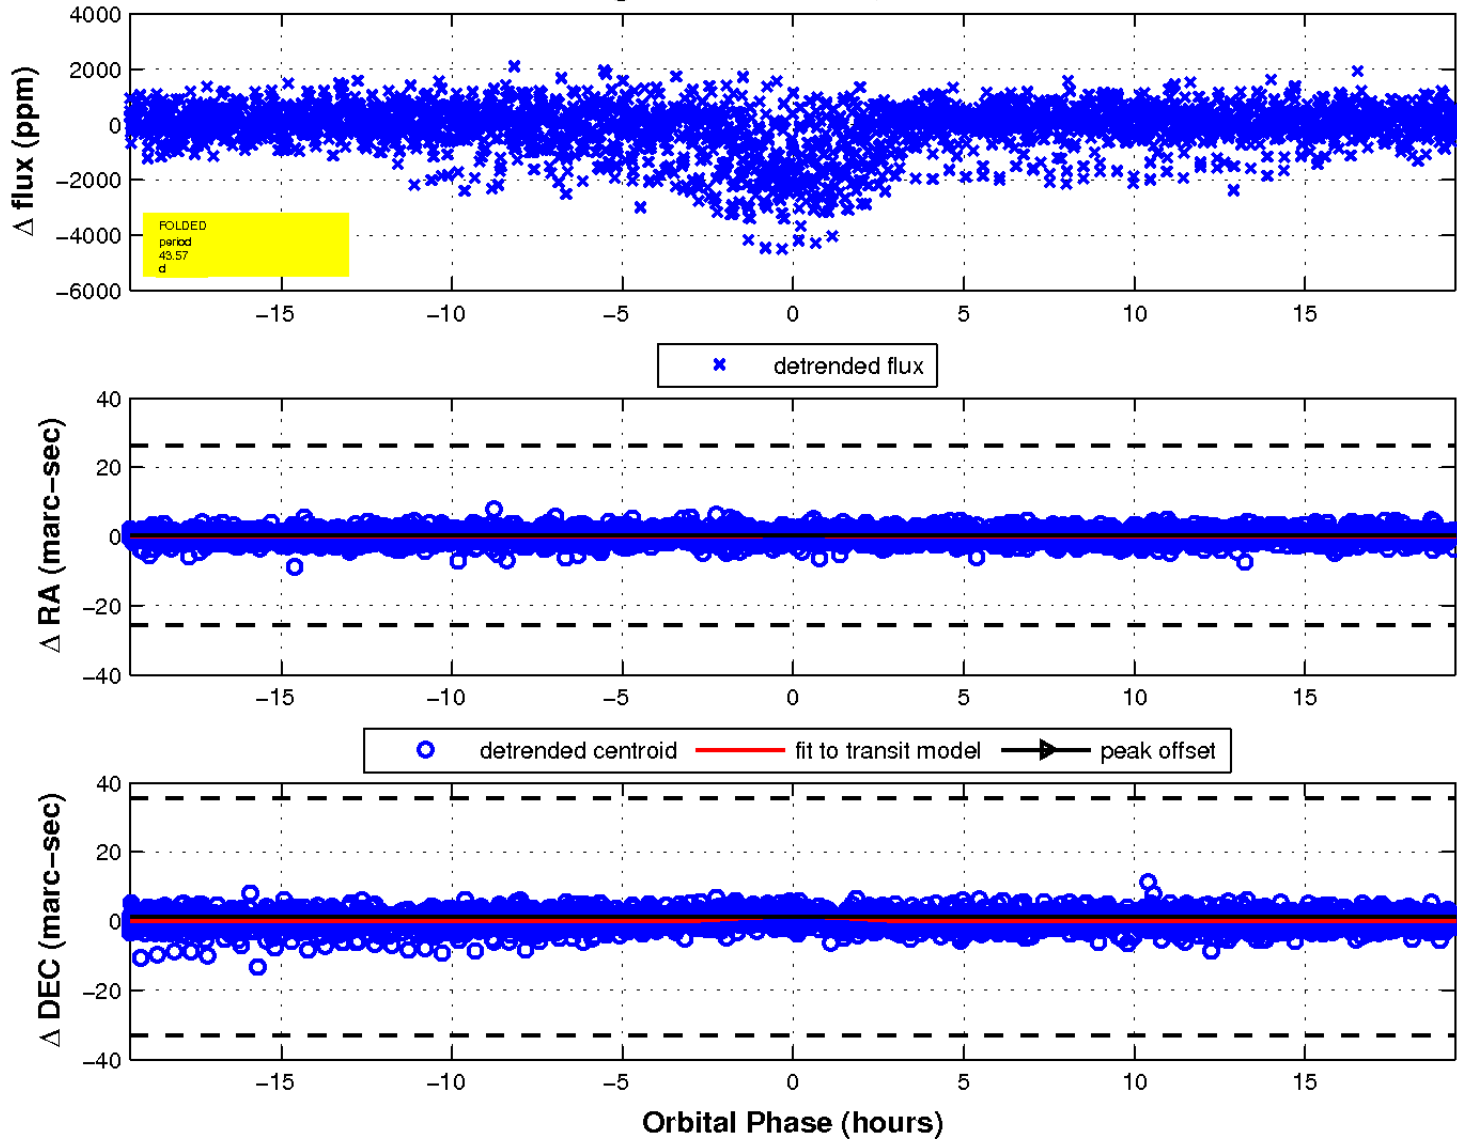 4000
2000
0
−2000
−4000
−6000
Δ flux (ppm)
FOLDED
period
43.57
d
−15 −10 −5 0 5 10 15
detrended flux
40
20
0
−20
−40
Δ RA (marc−sec)
−15 −10 −5 0 5 10 15
detrended centroid fit to transit model peak offset
40
20
0
−20
−40
Δ DEC (marc−sec)
−15 −10 −5 0 5 10 15
Orbital Phase (hours)